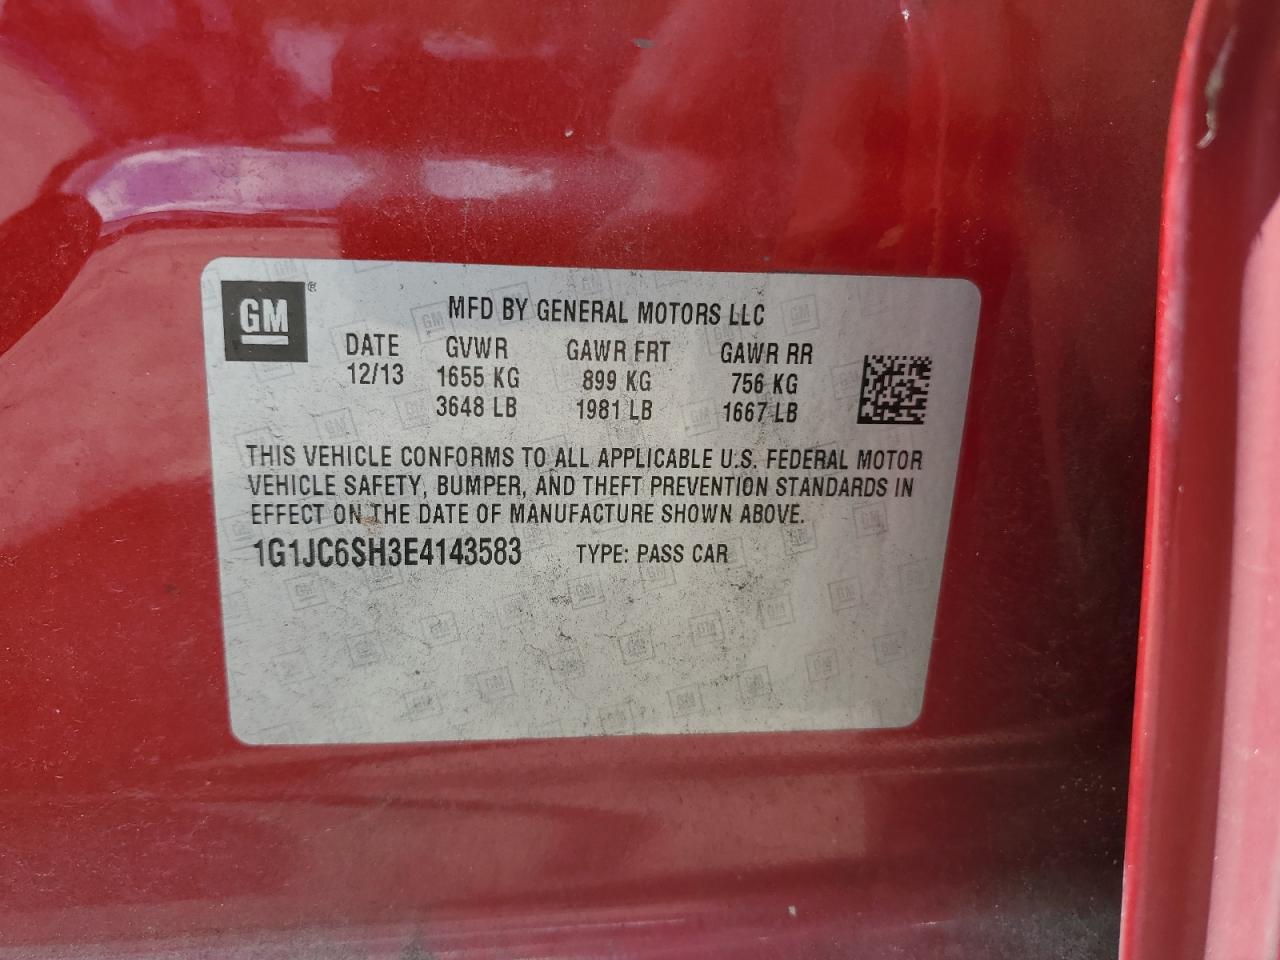 GM ®
MFD BY GENERAL MOTORS LLC
DATE GVWR GAWR FRT GAWR RR
12/13 1655 KG 899 KG 756 KG
3648 LB 1981 LB 1667 LB
THIS VEHICLE CONFORMS TO ALL APPLICABLE U.S. FEDERAL MOTOR
VEHICLE SAFETY, BUMPER, AND THEFT PREVENTION STANDARDS IN
EFFECT ON THE DATE OF MANUFACTURE SHOWN ABOVE.
1G1JC6SH3E4143583 TYPE: PASS CAR